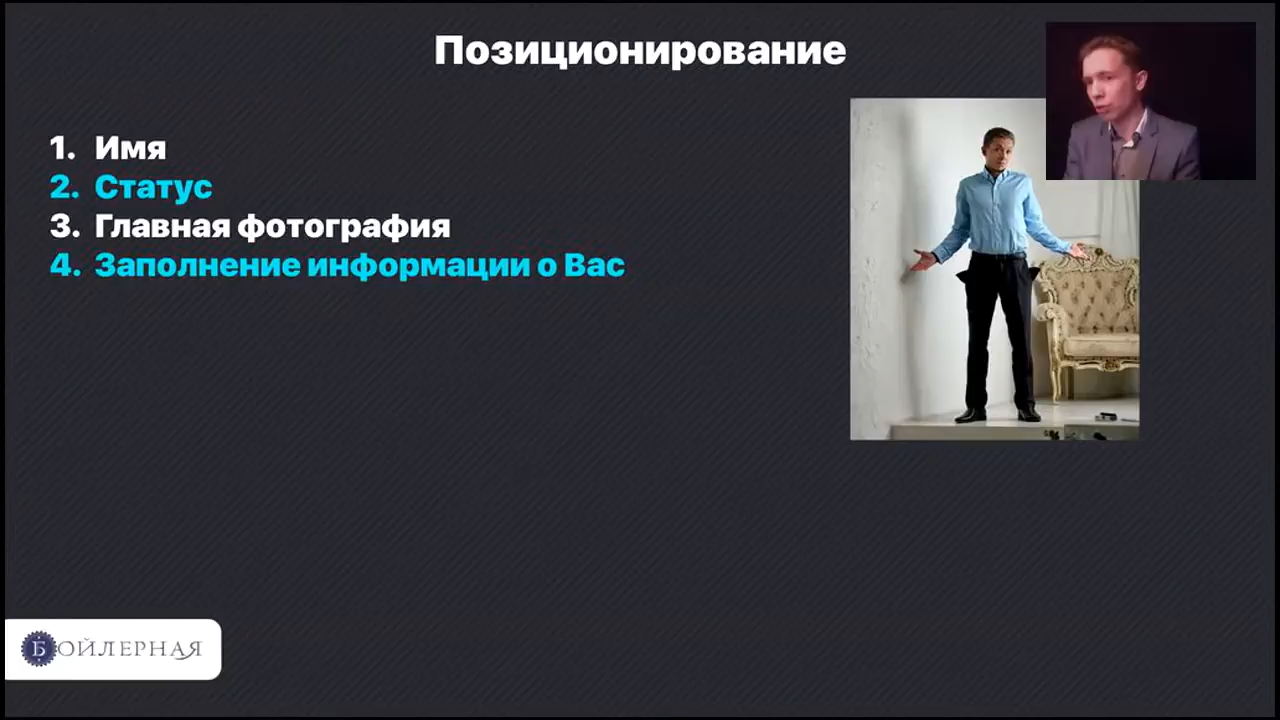 Позиционирование
1. Имя
2. Статус
3. Главная фотография
4. Заполнение информации о Вас
БОЙЛЕРНАЯ